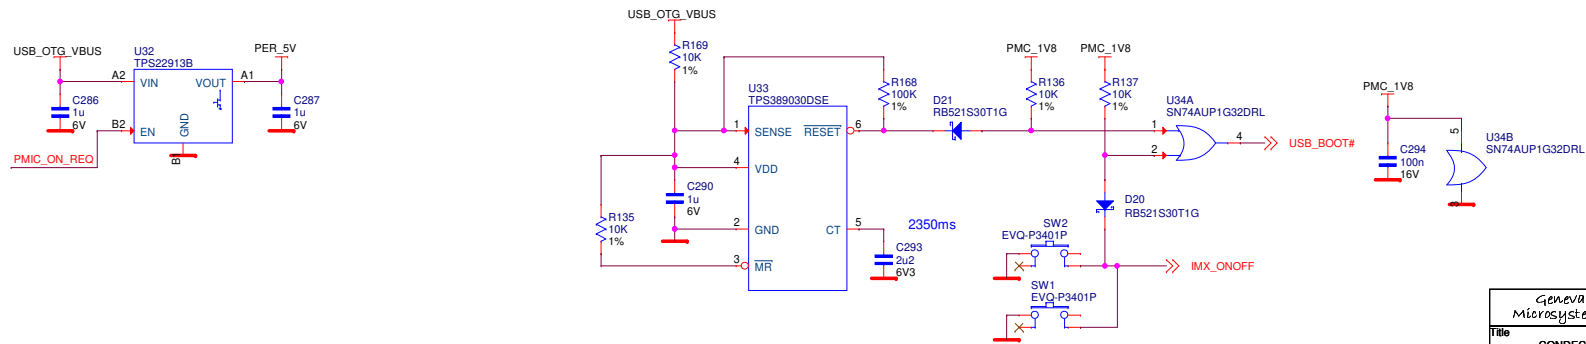 USB_OTG_VBUS
U32
TPS22913B
PER_5V
A2
VIN
VOUT
A1
C286
1u
6V
B2
EN
GND
B1
C287
1u
6V
PMIC_ON_REQ
USB_OTG_VBUS
R169
10K
1%
U33
TPS389030DSE
R168
100K
1%
1
SENSE
RESET
6
4
VDD
C290
1u
6V
R135
10K
1%
2
GND
CT
5
3
MR
2350ms
C293
2u2
6V3
D21
RB521S30T1G
PMC_1V8
R136
10K
1%
PMC_1V8
R137
10K
1%
U34A
SN74AUP1G32DRL
1
2
4
USB_BOOT#
D20
RB521S30T1G
SW2
EVQ-P3401P
IMX_ONOFF
SW1
EVQ-P3401P
PMC_1V8
C294
100n
16V
5
U34B
SN74AUP1G32DRL
3
Geneva
Microsyste
Title